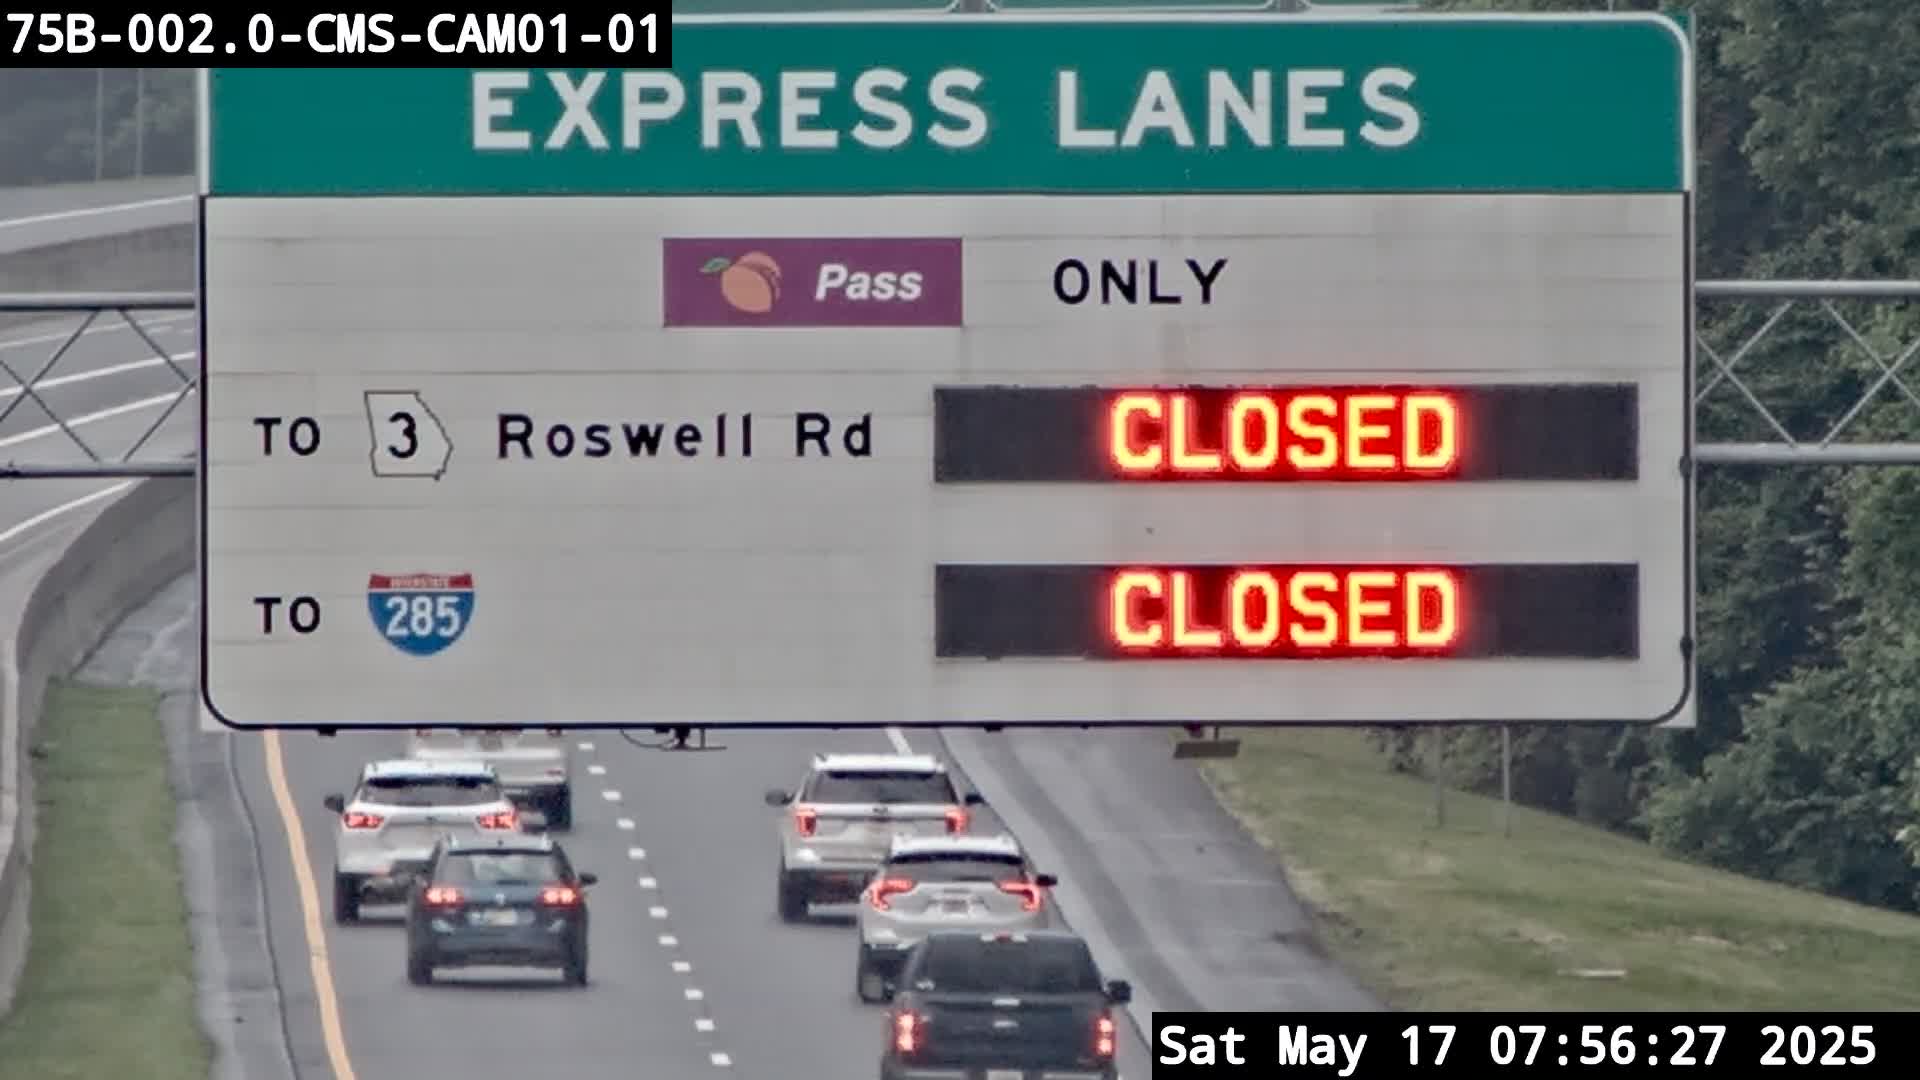 75B-002.0-CMS-CAM01-01
EXPRESS LANES
Pass ONLY
TO 3 Roswell Rd CLOSED
INTERSTATE
TO 285 CLOSED
Sat May 17 07:56:27 2025